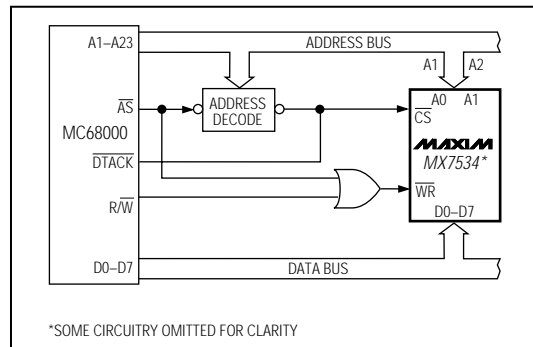 A1–A23
ADDRESS BUS
A1 A2
AS
ADDRESS
DECODE
A0 A1
CS
MC68000
MAXIM
MX7534*
DTACK
R/W
WR
D0–D7
D0–D7
DATA BUS
*SOME CIRCUITRY OMITTED FOR CLARITY